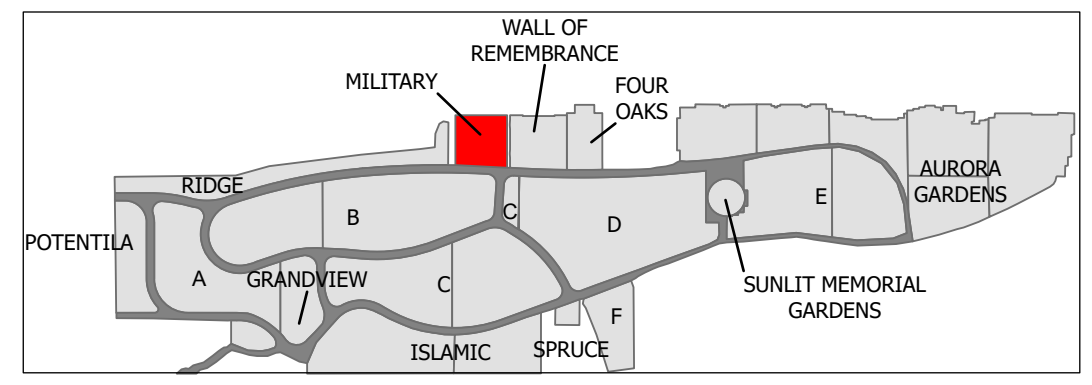 WALL OF
REMEMBRANCE
MILITARY
FOUR
OAKS
RIDGE
AURORA
GARDENS
B
C
D
E
POTENTILA
A
GRANDVIEW
C
SUNLIT MEMORIAL
GARDENS
F
ISLAMIC
SPRUCE